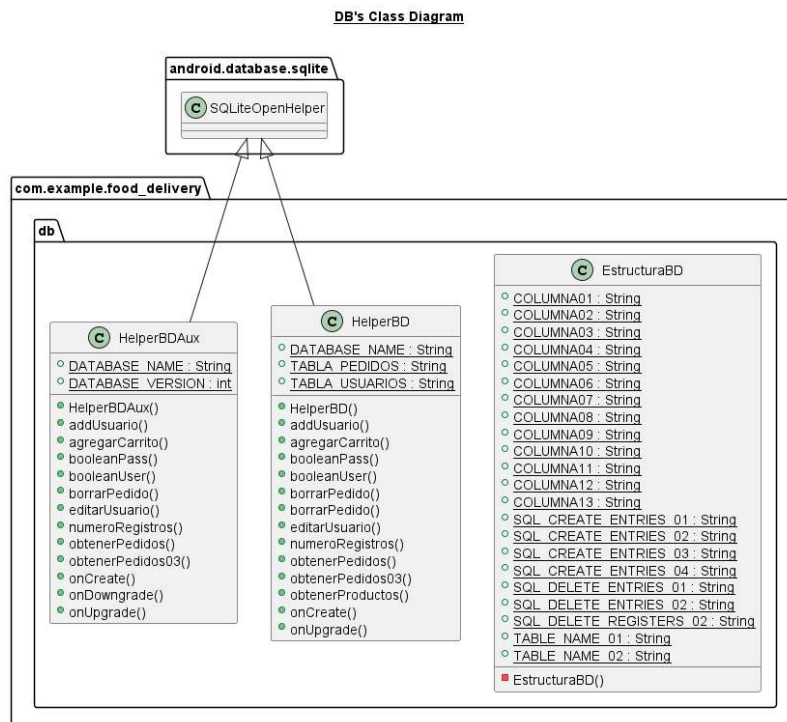 DB's Class Diagram
android.database.sqlite
C SQLiteOpenHelper
com.example.food_delivery
db
C HelperBDAux
DATABASE_NAME : String
DATABASE_VERSION : int
HelperBDAux()
addUsuario()
agregarCarrito()
booleanPass()
booleanUser()
borrarPedido()
editarUsuario()
numeroRegistros()
obtenerPedidos()
obtenerPedidos03()
onCreate()
onDowngrade()
onUpgrade()
C HelperBD
DATABASE_NAME : String
TABLA_PEDIDOS : String
TABLA_USUARIOS : String
HelperBD()
addUsuario()
agregarCarrito()
booleanPass()
booleanUser()
borrarPedido()
borrarPedido()
editarUsuario()
numeroRegistros()
obtenerPedidos()
obtenerPedidos03()
obtenerProductos()
onCreate()
onUpgrade()
C EstructuraBD
COLUMNA01 : String
COLUMNA02 : String
COLUMNA03 : String
COLUMNA04 : String
COLUMNA05 : String
COLUMNA06 : String
COLUMNA07 : String
COLUMNA08 : String
COLUMNA09 : String
COLUMNA10 : String
COLUMNA11 : String
COLUMNA12 : String
COLUMNA13 : String
SQL_CREATE_ENTRIES_01 : String
SQL_CREATE_ENTRIES_02 : String
SQL_CREATE_ENTRIES_03 : String
SQL_CREATE_ENTRIES_04 : String
SQL_DELETE_ENTRIES_01 : String
SQL_DELETE_ENTRIES_02 : String
SQL_DELETE_REGISTERS_02 : String
TABLE_NAME_01 : String
TABLE_NAME_02 : String
EstructuraBD()